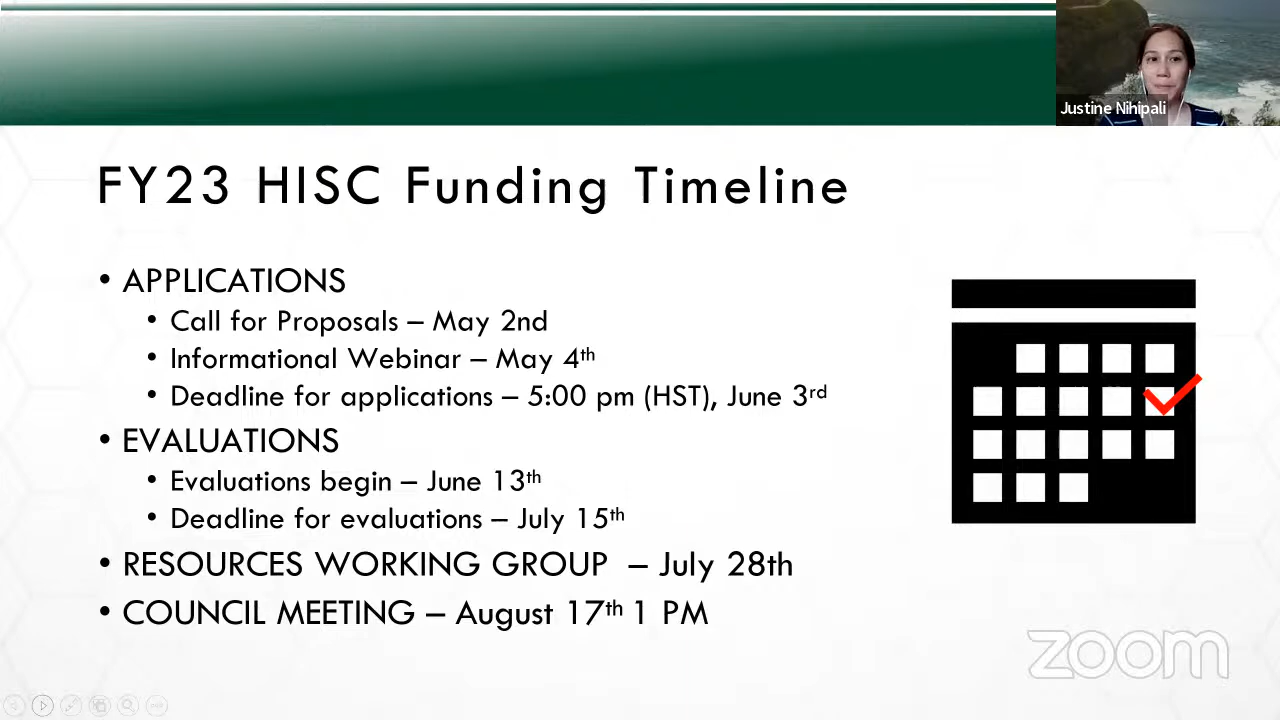 Justine Nihipali
FY23 HISC Funding Timeline
• APPLICATIONS
• Call for Proposals – May 2nd
• Informational Webinar – May 4th
• Deadline for applications – 5:00 pm (HST), June 3rd
• EVALUATIONS
• Evaluations begin – June 13th
• Deadline for evaluations – July 15th
• RESOURCES WORKING GROUP – July 28th
• COUNCIL MEETING – August 17th 1 PM
zoom